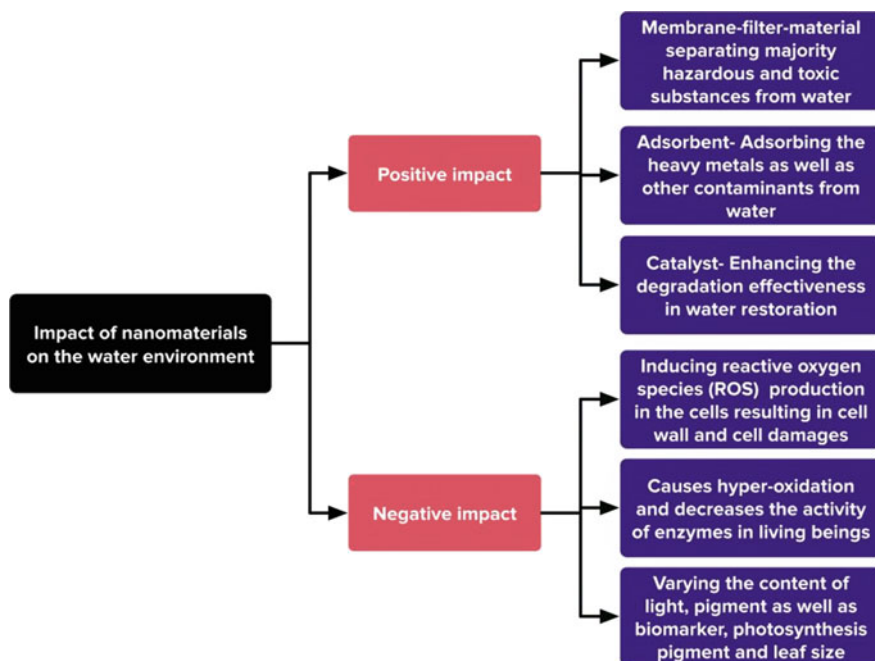 Impact of nanomaterials
on the water environment
Positive impact
Membrane-filter-material
separating majority
hazardous and toxic
substances from water
Adsorbent- Adsorbing the
heavy metals as well as
other contaminants from
water
Catalyst- Enhancing the
degradation effectiveness
in water restoration
Negative impact
Inducing reactive oxygen
species (ROS) production
in the cells resulting in cell
wall and cell damages
Causes hyper-oxidation
and decreases the activity
of enzymes in living beings
Varying the content of
light, pigment as well as
biomarker, photosynthesis
pigment and leaf size